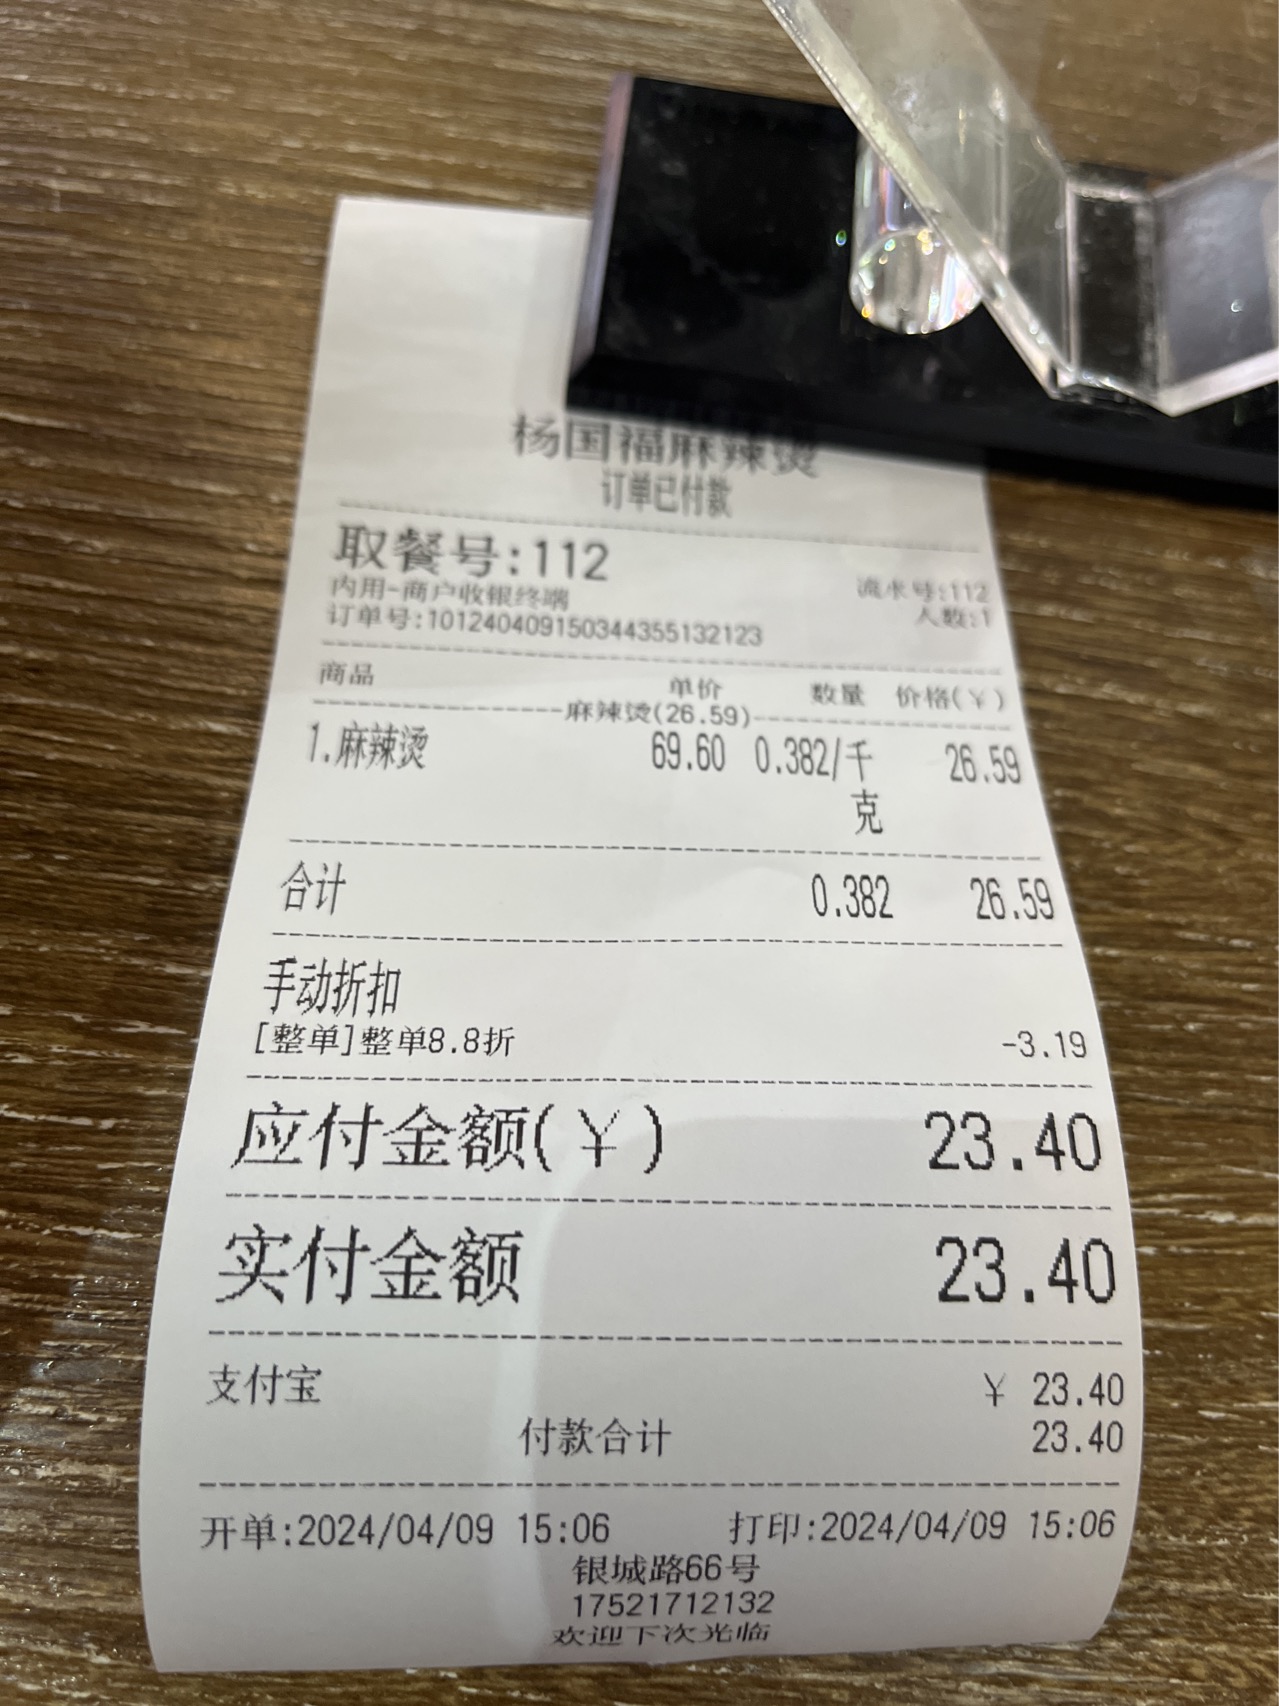 杨国福麻辣烫
订单已付款
取餐号:112
内用-商户收银终端 流水号:112
人数:1
订单号:101240409150344355132123
商品 单价 数量 价格(¥)
麻辣烫(26.59)
1.麻辣烫 69.60 0.382/千克 26.59
合计 0.382 26.59
手动折扣
[整单]整单8.8折 -3.19
应付金额(¥) 23.40
实付金额 23.40
支付宝 ¥ 23.40
付款合计 23.40
开单:2024/04/09 15:06 打印:2024/04/09 15:06
银城路66号
17521712132
欢迎下次光临